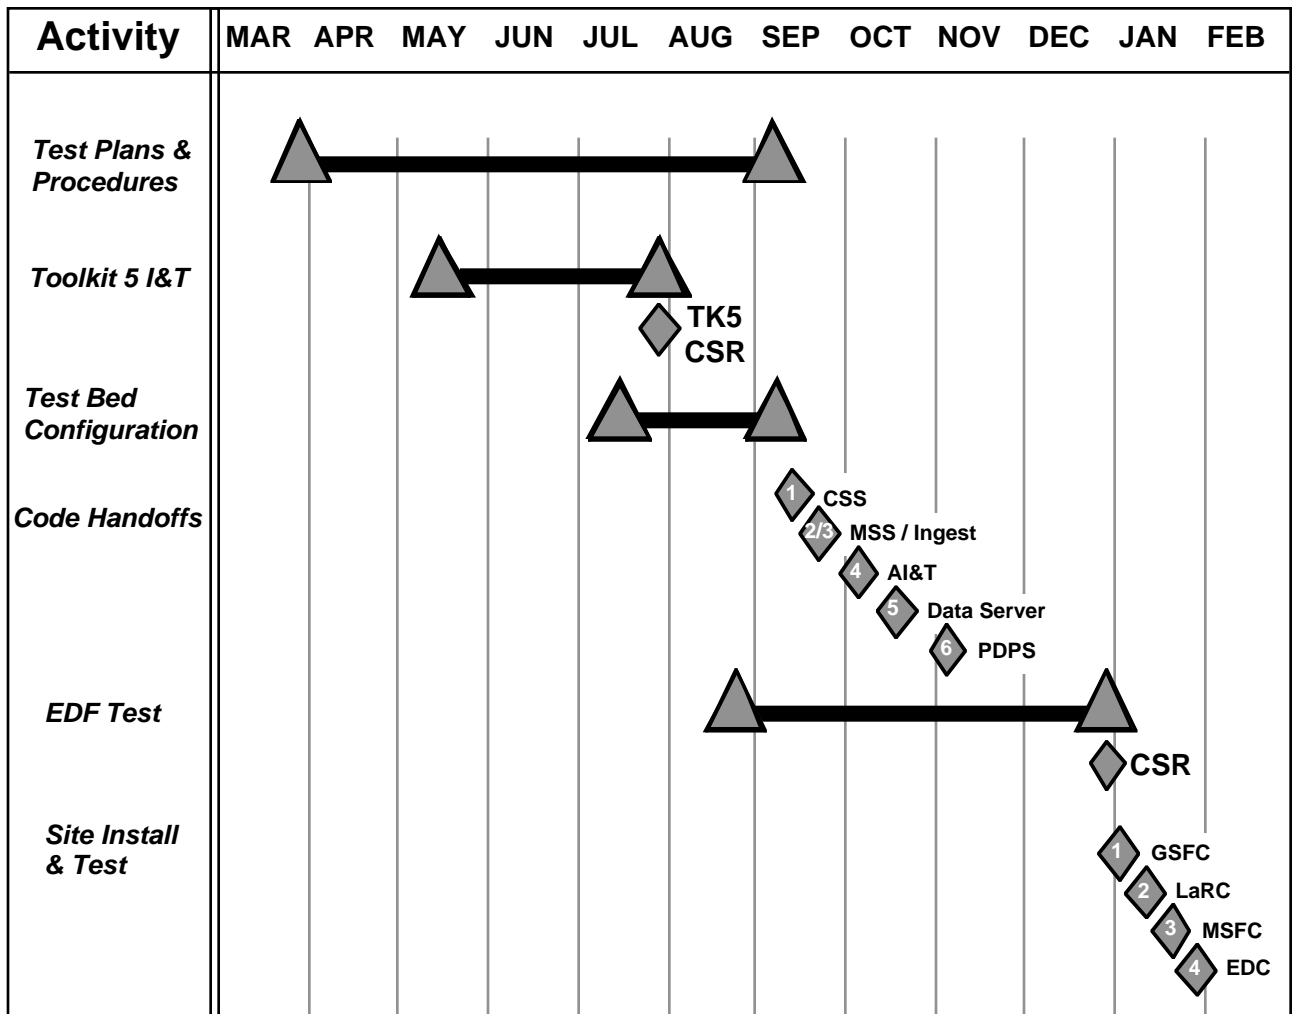 Activity MAR APR MAY JUN JUL AUG SEP OCT NOV DEC JAN FEB
Test Plans &
Procedures
Toolkit 5 I&T
TK5
CSR
Test Bed
Configuration
Code Handoffs
1 CSS
2/3 MSS / Ingest
4 AI&T
5 Data Server
6 PDPS
EDF Test
CSR
Site Install
& Test
1 GSFC
2 LaRC
3 MSFC
4 EDC